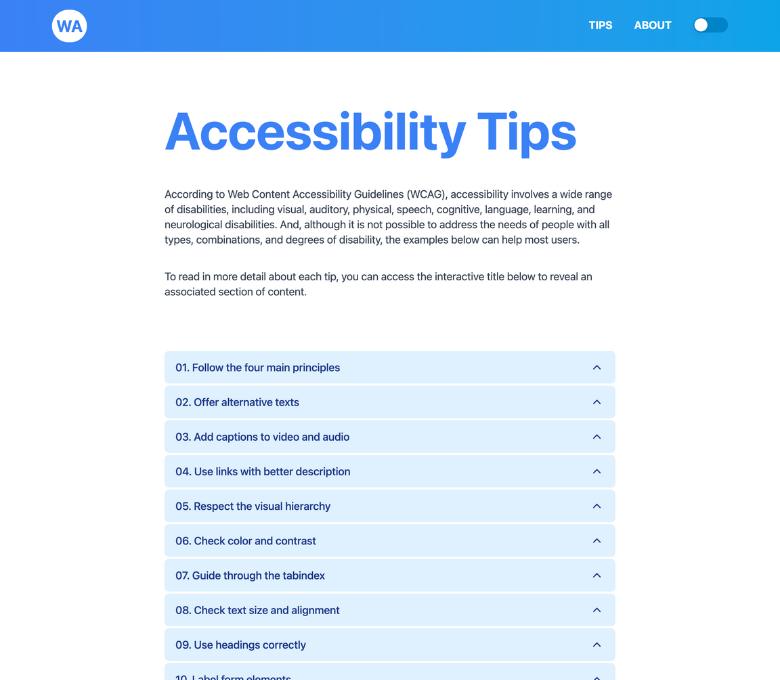 WA
TIPS
ABOUT
Accessibility Tips
According to Web Content Accessibility Guidelines (WCAG), accessibility involves a wide range
of disabilities, including visual, auditory, physical, speech, cognitive, language, learning, and
neurological disabilities. And, although it is not possible to address the needs of people with all
types, combinations, and degrees of disability, the examples below can help most users.
To read in more detail about each tip, you can access the interactive title below to reveal an
associated section of content.
01. Follow the four main principles
02. Offer alternative texts
03. Add captions to video and audio
04. Use links with better description
05. Respect the visual hierarchy
06. Check color and contrast
07. Guide through the tabindex
08. Check text size and alignment
09. Use headings correctly
10. Label form elements